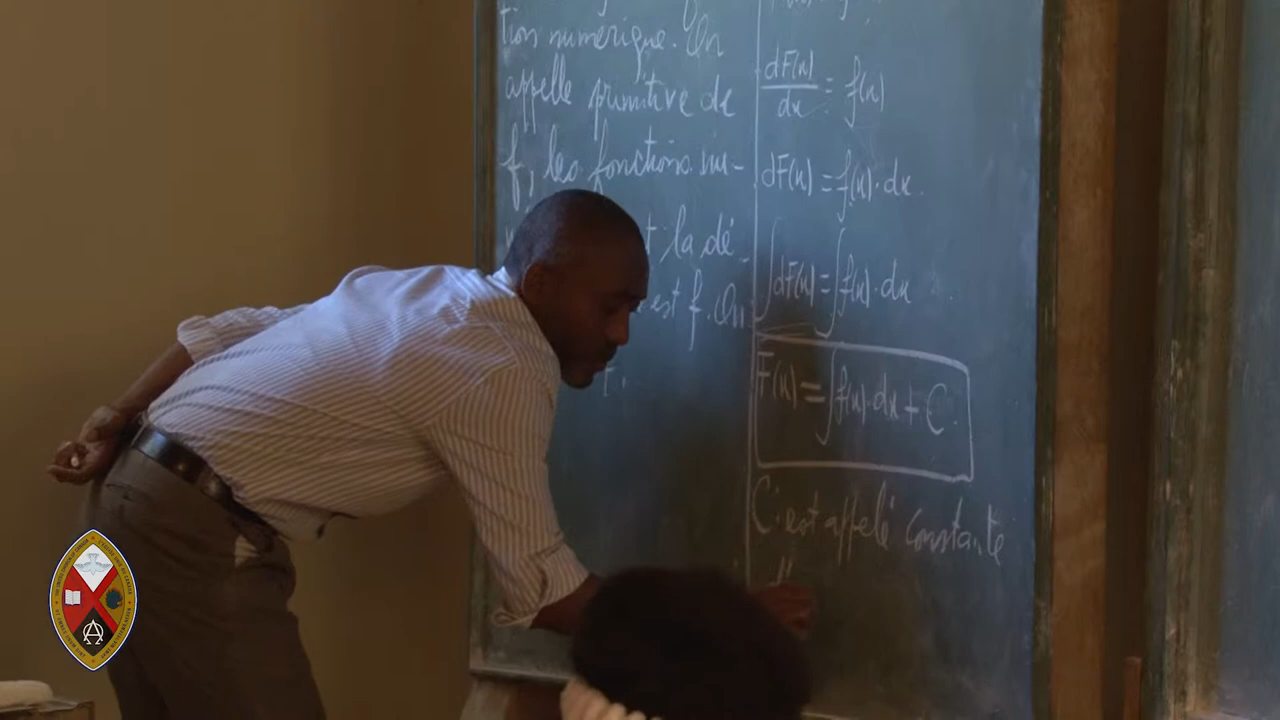 tion numérique. On
appelle primitive de
f, les fonctions nu-
t la dé
est f. On
F,
dF(x)/dx = f(x)
dF(x) = f(x)·dx.
∫dF(x) = ∫f(x)·dx
F(x) = ∫f(x)·dx + C.
C: est appelé constante